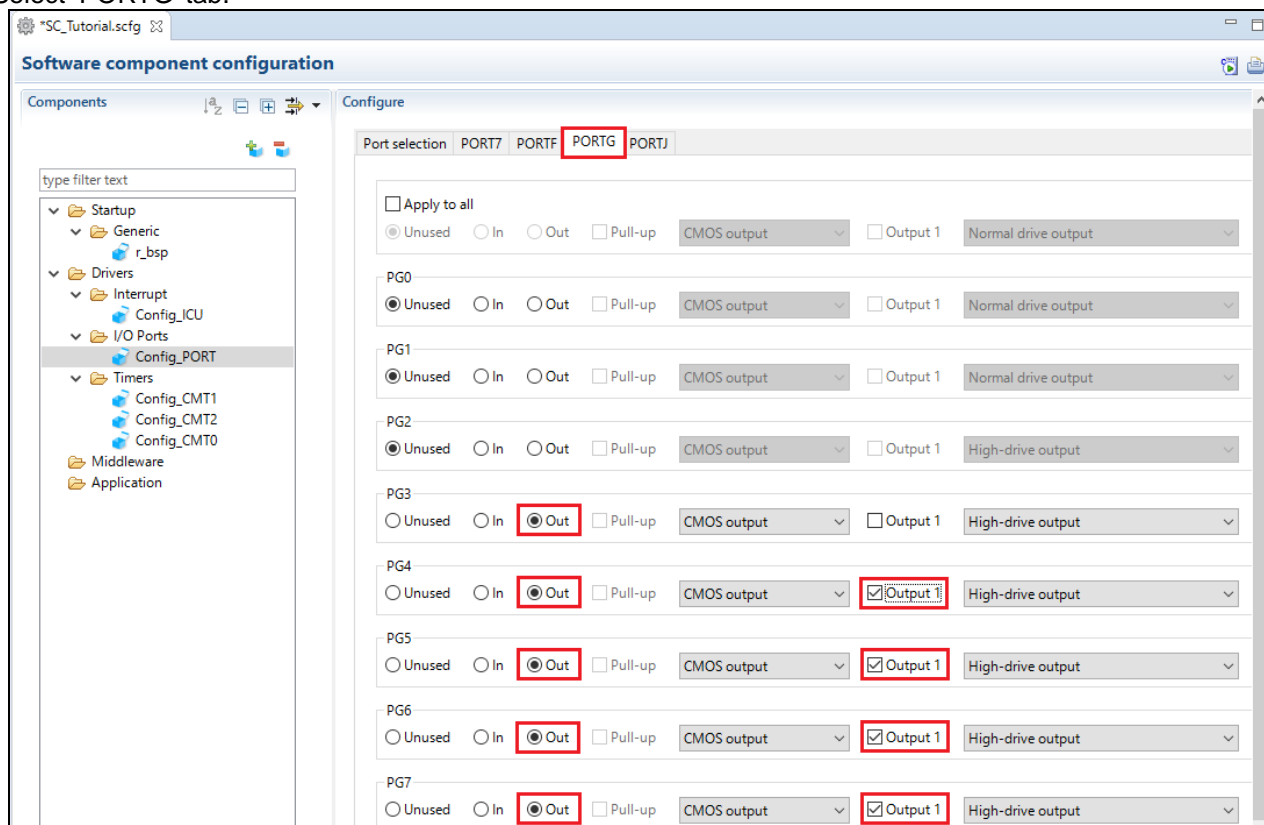 Select 'PORTG' tab.
*SC_Tutorial.scfg
Software component configuration
Components
Configure
type filter text
Startup
Generic
r_bsp
Drivers
Interrupt
Config_ICU
I/O Ports
Config_PORT
Timers
Config_CMT1
Config_CMT2
Config_CMT0
Middleware
Application
Port selection PORT7 PORTF PORTG PORTJ
Apply to all
Unused In Out Pull-up CMOS output Output 1 Normal drive output
PG0
Unused In Out Pull-up CMOS output Output 1 Normal drive output
PG1
Unused In Out Pull-up CMOS output Output 1 Normal drive output
PG2
Unused In Out Pull-up CMOS output Output 1 High-drive output
PG3
Unused In Out Pull-up CMOS output Output 1 High-drive output
PG4
Unused In Out Pull-up CMOS output Output 1 High-drive output
PG5
Unused In Out Pull-up CMOS output Output 1 High-drive output
PG6
Unused In Out Pull-up CMOS output Output 1 High-drive output
PG7
Unused In Out Pull-up CMOS output Output 1 High-drive output